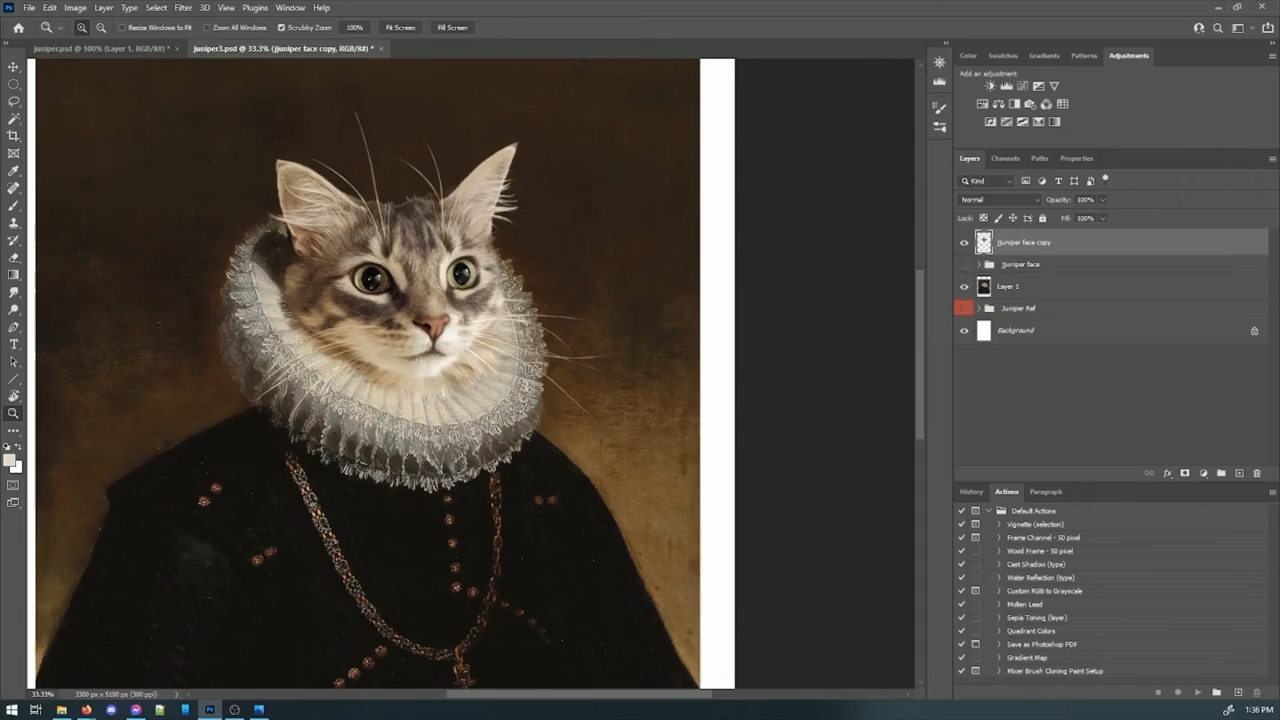 Ps File Edit Image Layer Type Select Filter 3D View Plugins Window Help
Resize Windows to Fit Zoom All Windows Scrubby Zoom 100% Fit Screen Fill Screen
juniper.psd @ 100% (Layer 1, RGB/8#) * × juniper3.psd @ 33.3% (jjuniper face copy, RGB/8#) * ×
Color Swatches Gradients Patterns Adjustments
Add an adjustment
Layers Channels Paths Properties
Kind
Normal Opacity: 100%
Lock: Fill: 100%
jjuniper face copy
jjuniper face
Layer 1
Juniper Ref
Background
History Actions Paragraph
Default Actions
Vignette (selection)
Frame Channel - 50 pixel
Wood Frame - 50 pixel
Cast Shadow (type)
Water Reflection (type)
Custom RGB to Grayscale
Molten Lead
Sepia Toning (layer)
Quadrant Colors
Save as Photoshop PDF
Gradient Map
Mixer Brush Cloning Paint Setup
33.33% 3300 px x 5100 px (300 ppi)
Ps 1:36 PM